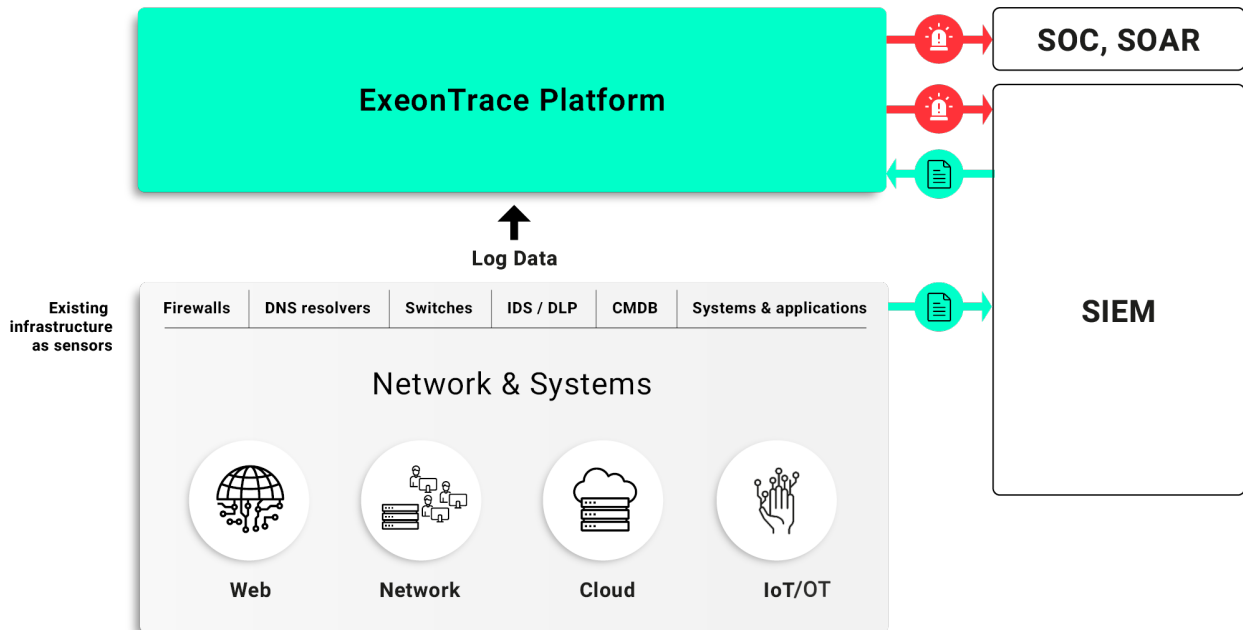 ExeonTrace Platform
SOC, SOAR
SIEM
Log Data
Existing
infrastructure
as sensors
Firewalls
DNS resolvers
Switches
IDS / DLP
CMDB
Systems & applications
Network & Systems
Web
Network
Cloud
IoT/OT